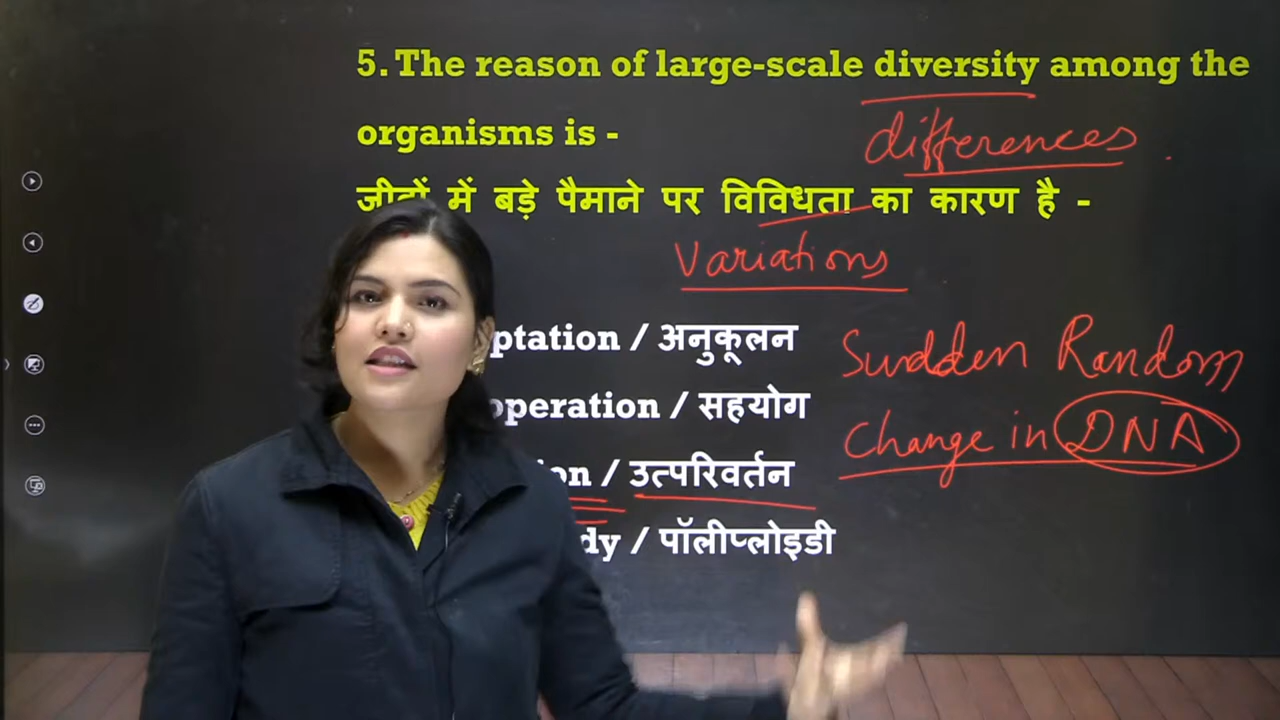 5. The reason of large-scale diversity among the
organisms is -
differences
जीवों में बड़े पैमाने पर विविधता का कारण है -
Variations
ptation / अनुकूलन
operation / सहयोग
on / उत्परिवर्तन
dy / पॉलीप्लोइडी
Sudden Random
Change in DNA